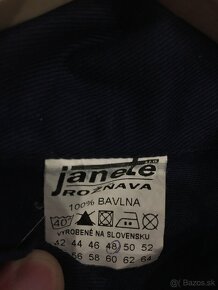 janete s.r.o.
ROŽŇAVA
100% BAVLNA
40
VYROBENÉ NA SLOVENSKU
42 44 46 48 50 52
56 58 60 62 64
Bazos.sk